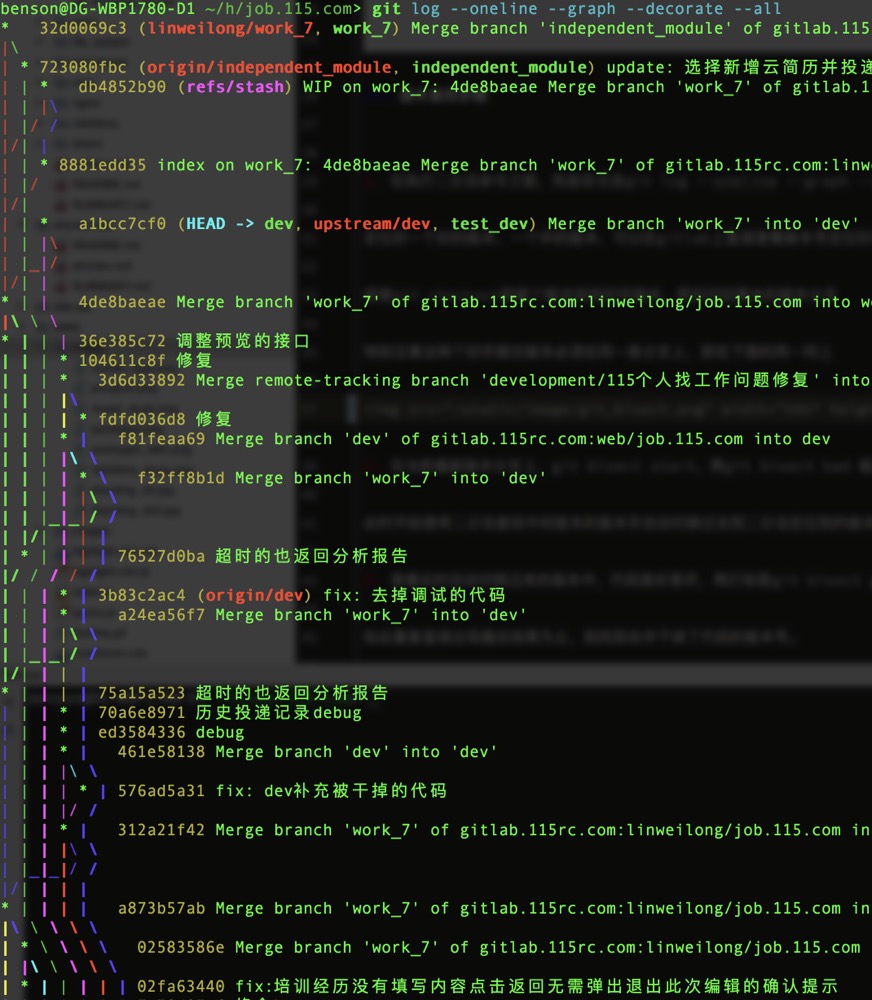 benson@DG-WBP1780-D1 ~/h/job.115.com> git log --oneline --graph --decorate --all
* 32d0069c3 (linweilong/work_7, work_7) Merge branch 'independent_module' of gitlab.115
* 723080fbc (origin/independent_module, independent_module) update: 选择新增云简历并投递
* db4852b90 (refs/stash) WIP on work_7: 4de8baeae Merge branch 'work_7' of gitlab.1
* 8881edd35 index on work_7: 4de8baeae Merge branch 'work_7' of gitlab.115rc.com:linw
* a1bcc7cf0 (HEAD -> dev, upstream/dev, test_dev) Merge branch 'work_7' into 'dev'
* 4de8baeae Merge branch 'work_7' of gitlab.115rc.com:linweilong/job.115.com into w
* 36e385c72 调整预览的接口
* 104611c8f 修复
* 3d6d33892 Merge remote-tracking branch 'development/115个人找工作问题修复' into
* fdfd036d8 修复
* f81feaa69 Merge branch 'dev' of gitlab.115rc.com:web/job.115.com into dev
* f32ff8b1d Merge branch 'work_7' into 'dev'
* 76527d0ba 超时的也返回分析报告
* 3b83c2ac4 (origin/dev) fix: 去掉调试的代码
* a24ea56f7 Merge branch 'work_7' into 'dev'
* 75a15a523 超时的也返回分析报告
* 70a6e8971 历史投递记录debug
* ed3584336 debug
* 461e58138 Merge branch 'dev' into 'dev'
* 576ad5a31 fix: dev补充被干掉的代码
* 312a21f42 Merge branch 'work_7' of gitlab.115rc.com:linweilong/job.115.com in
* a873b57ab Merge branch 'work_7' of gitlab.115rc.com:linweilong/job.115.com in
* 02583586e Merge branch 'work_7' of gitlab.115rc.com:linweilong/job.115.com
* 02fa63440 fix:培训经历没有填写内容点击返回无需弹出退出此次编辑的确认提示